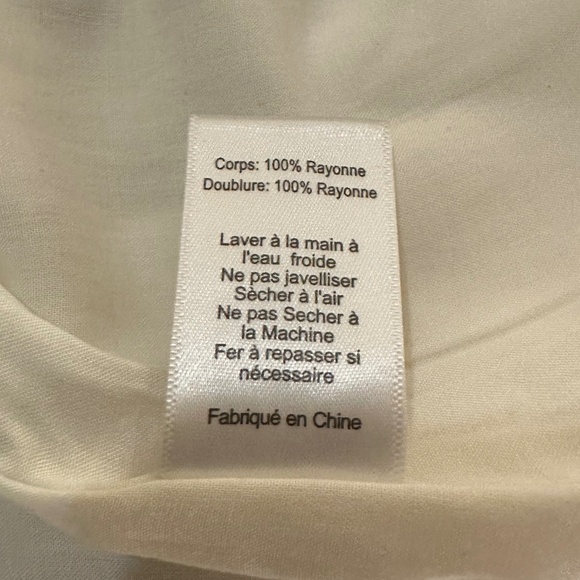 Corps: 100% Rayonne
Doublure: 100% Rayonne
Laver à la main à
l'eau froide
Ne pas javelliser
Sècher à l'air
Ne pas Secher à
la Machine
Fer à repasser si
nécessaire
Fabriqué en Chine